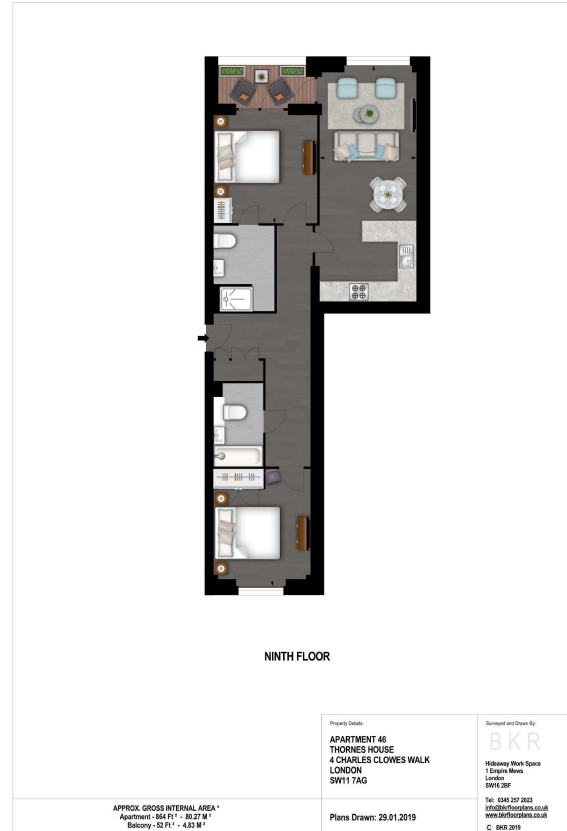 NINTH FLOOR
Property Details:
APARTMENT 46
THORNES HOUSE
4 CHARLES CLOWES WALK
LONDON
SW11 7AG
Plans Drawn: 29.01.2019
Surveyed and Drawn By:
BKR
Hideaway Work Space
1 Empire Mews
London
SW16 2BF
Tel: 0345 257 2023
info@bkrfloorplans.co.uk
www.bkrfloorplans.co.uk
© BKR 2019
APPROX. GROSS INTERNAL AREA *
Apartment - 864 Ft ² - 80.27 M ²
Balcony - 52 Ft ² - 4.83 M ²